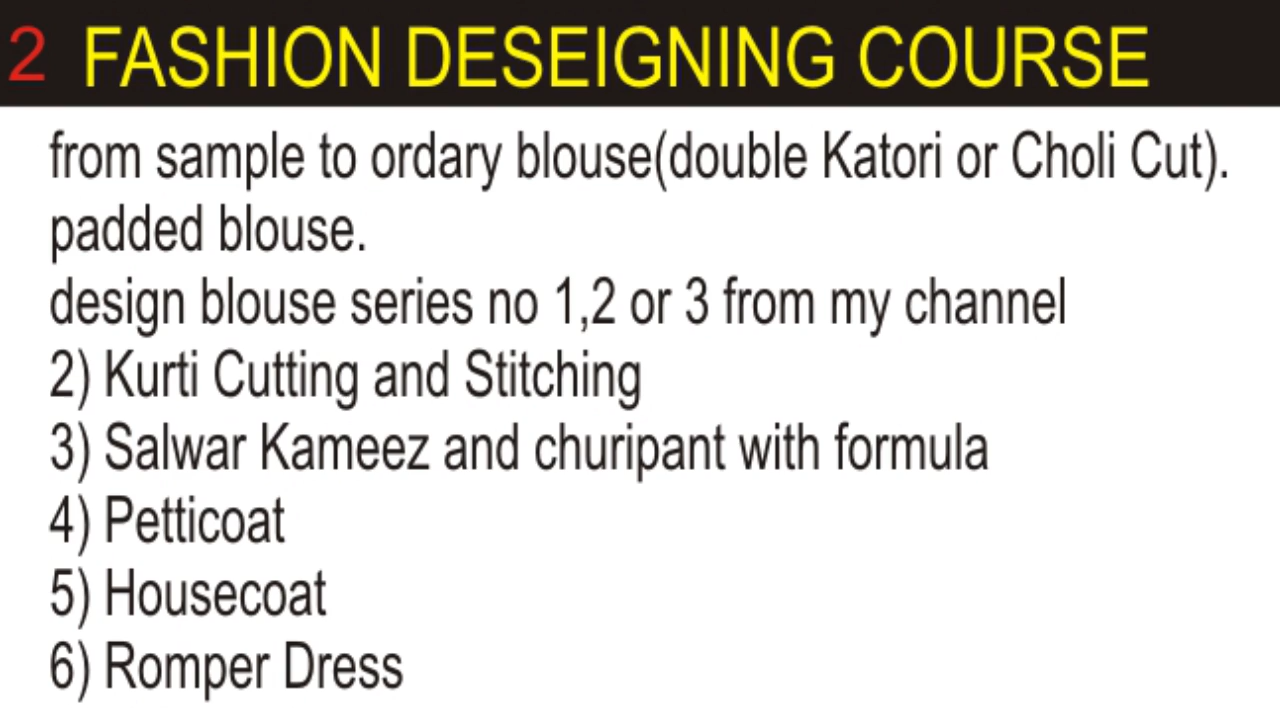 2 FASHION DESEIGNING COURSE
from sample to ordary blouse(double Katori or Choli Cut).
padded blouse.
design blouse series no 1,2 or 3 from my channel
2) Kurti Cutting and Stitching
3) Salwar Kameez and churipant with formula
4) Petticoat
5) Housecoat
6) Romper Dress